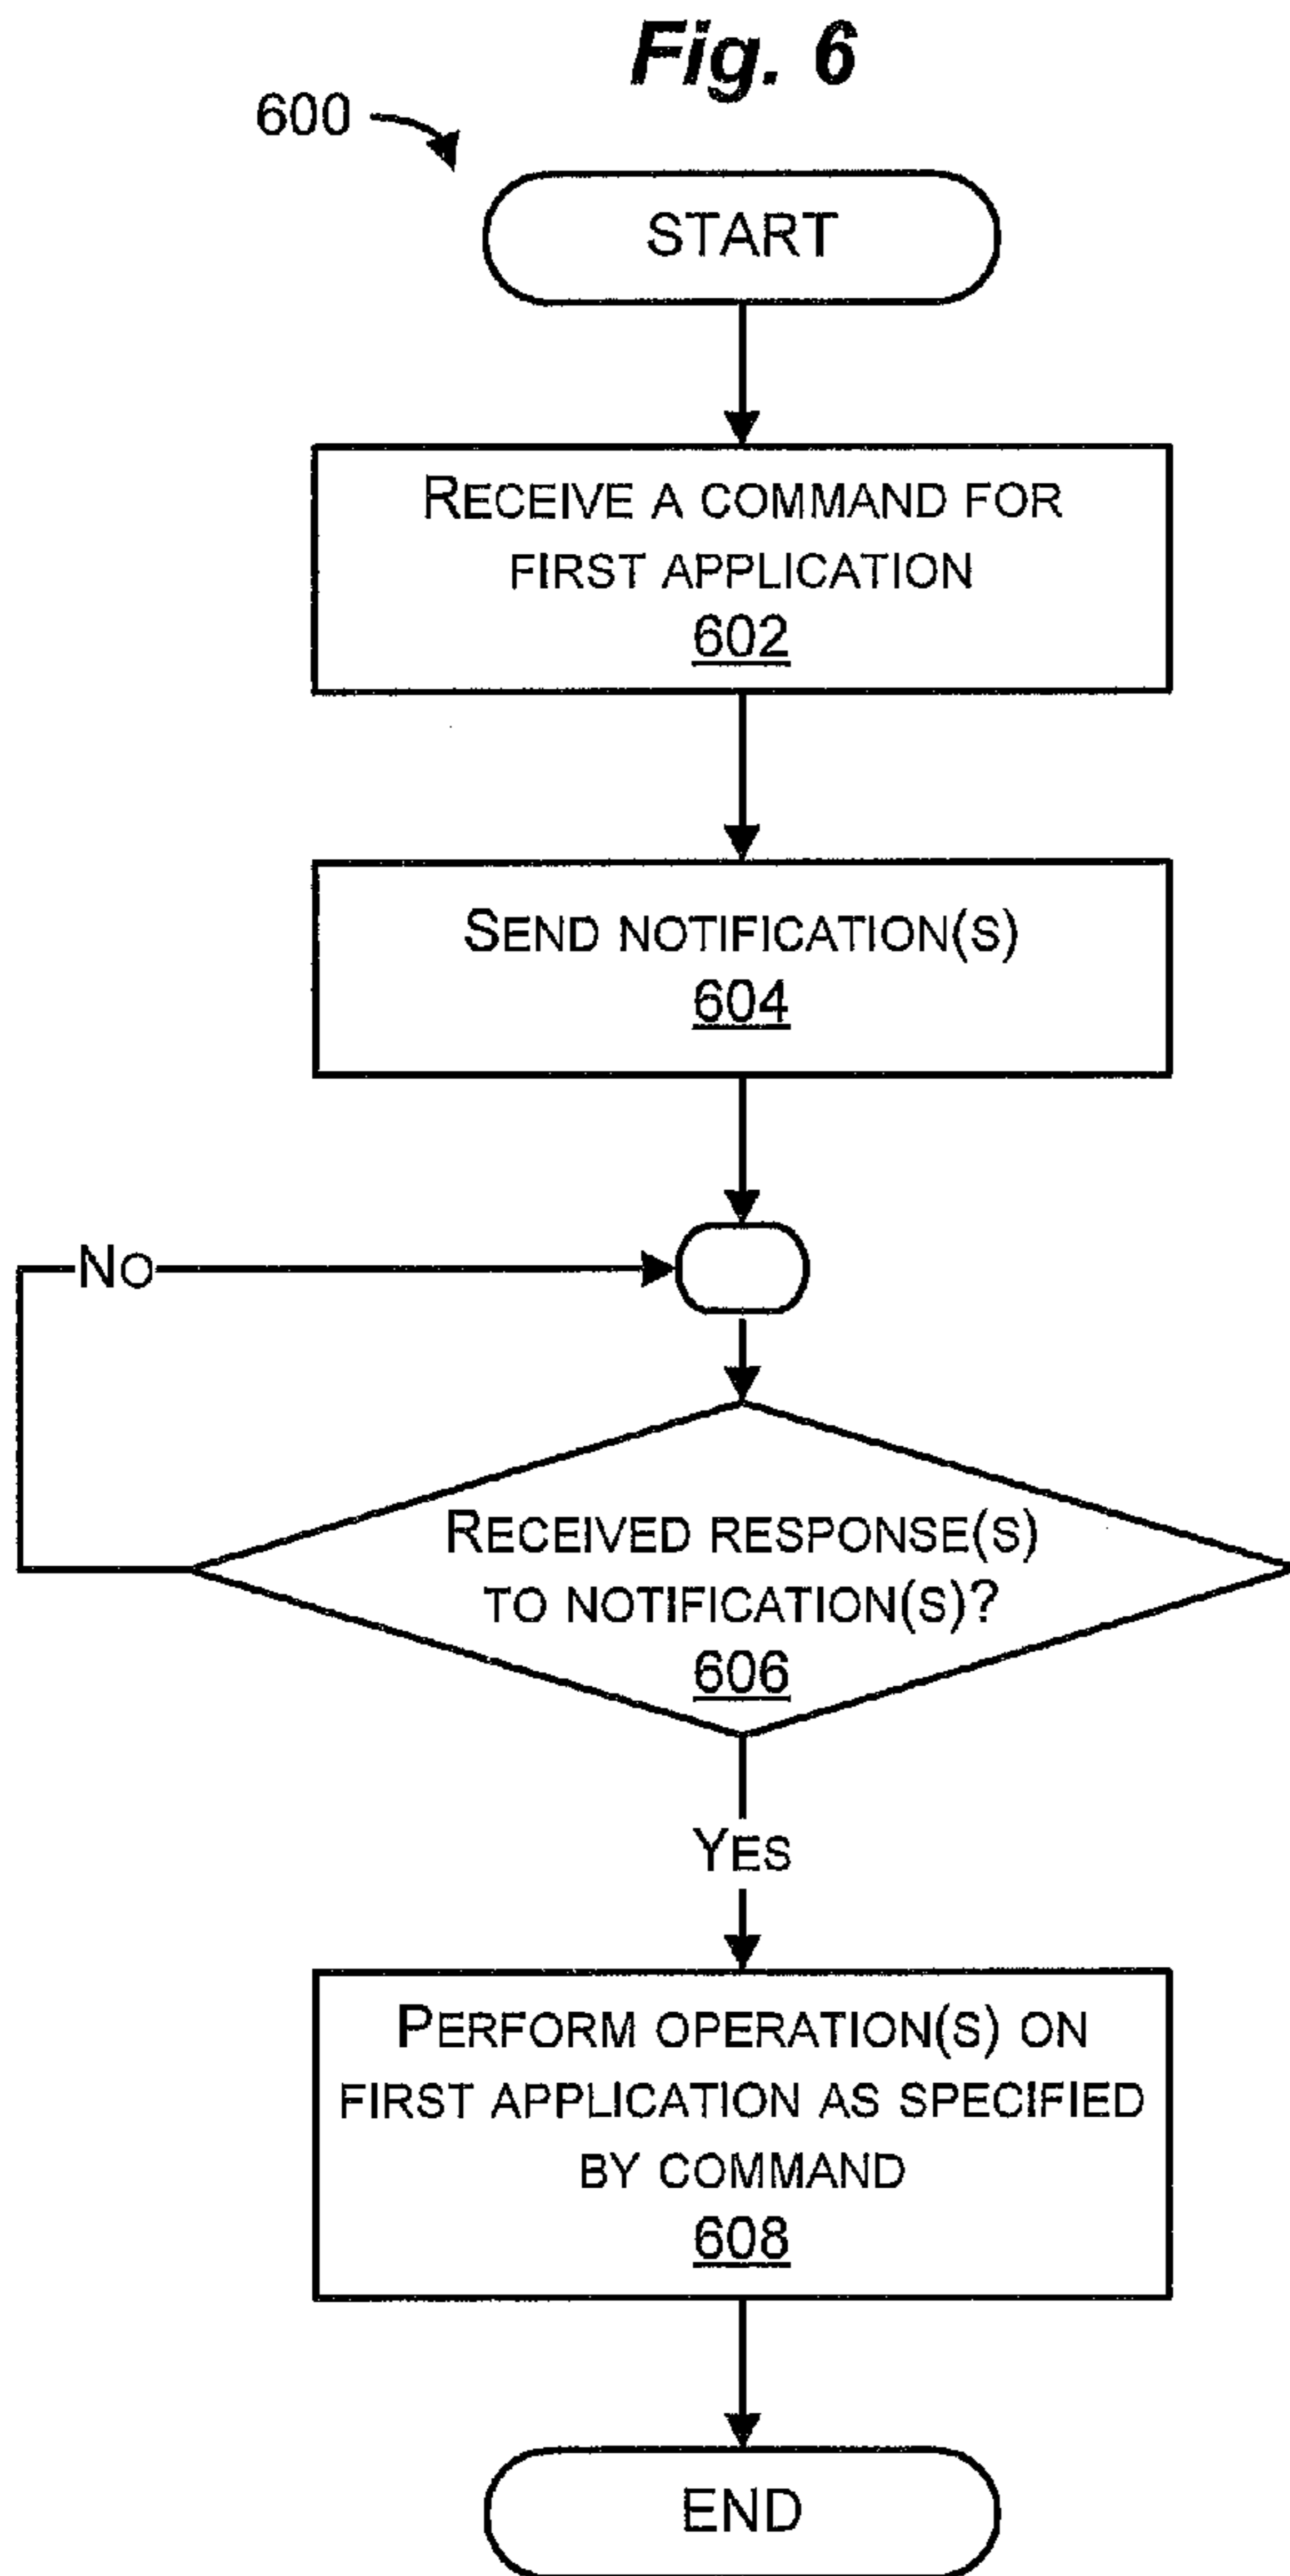 Fig. 6
600
START
RECEIVE A COMMAND FOR
FIRST APPLICATION
602
SEND NOTIFICATION(S)
604
NO
RECEIVED RESPONSE(S)
TO NOTIFICATION(S)?
606
YES
PERFORM OPERATION(S) ON
FIRST APPLICATION AS SPECIFIED
BY COMMAND
608
END